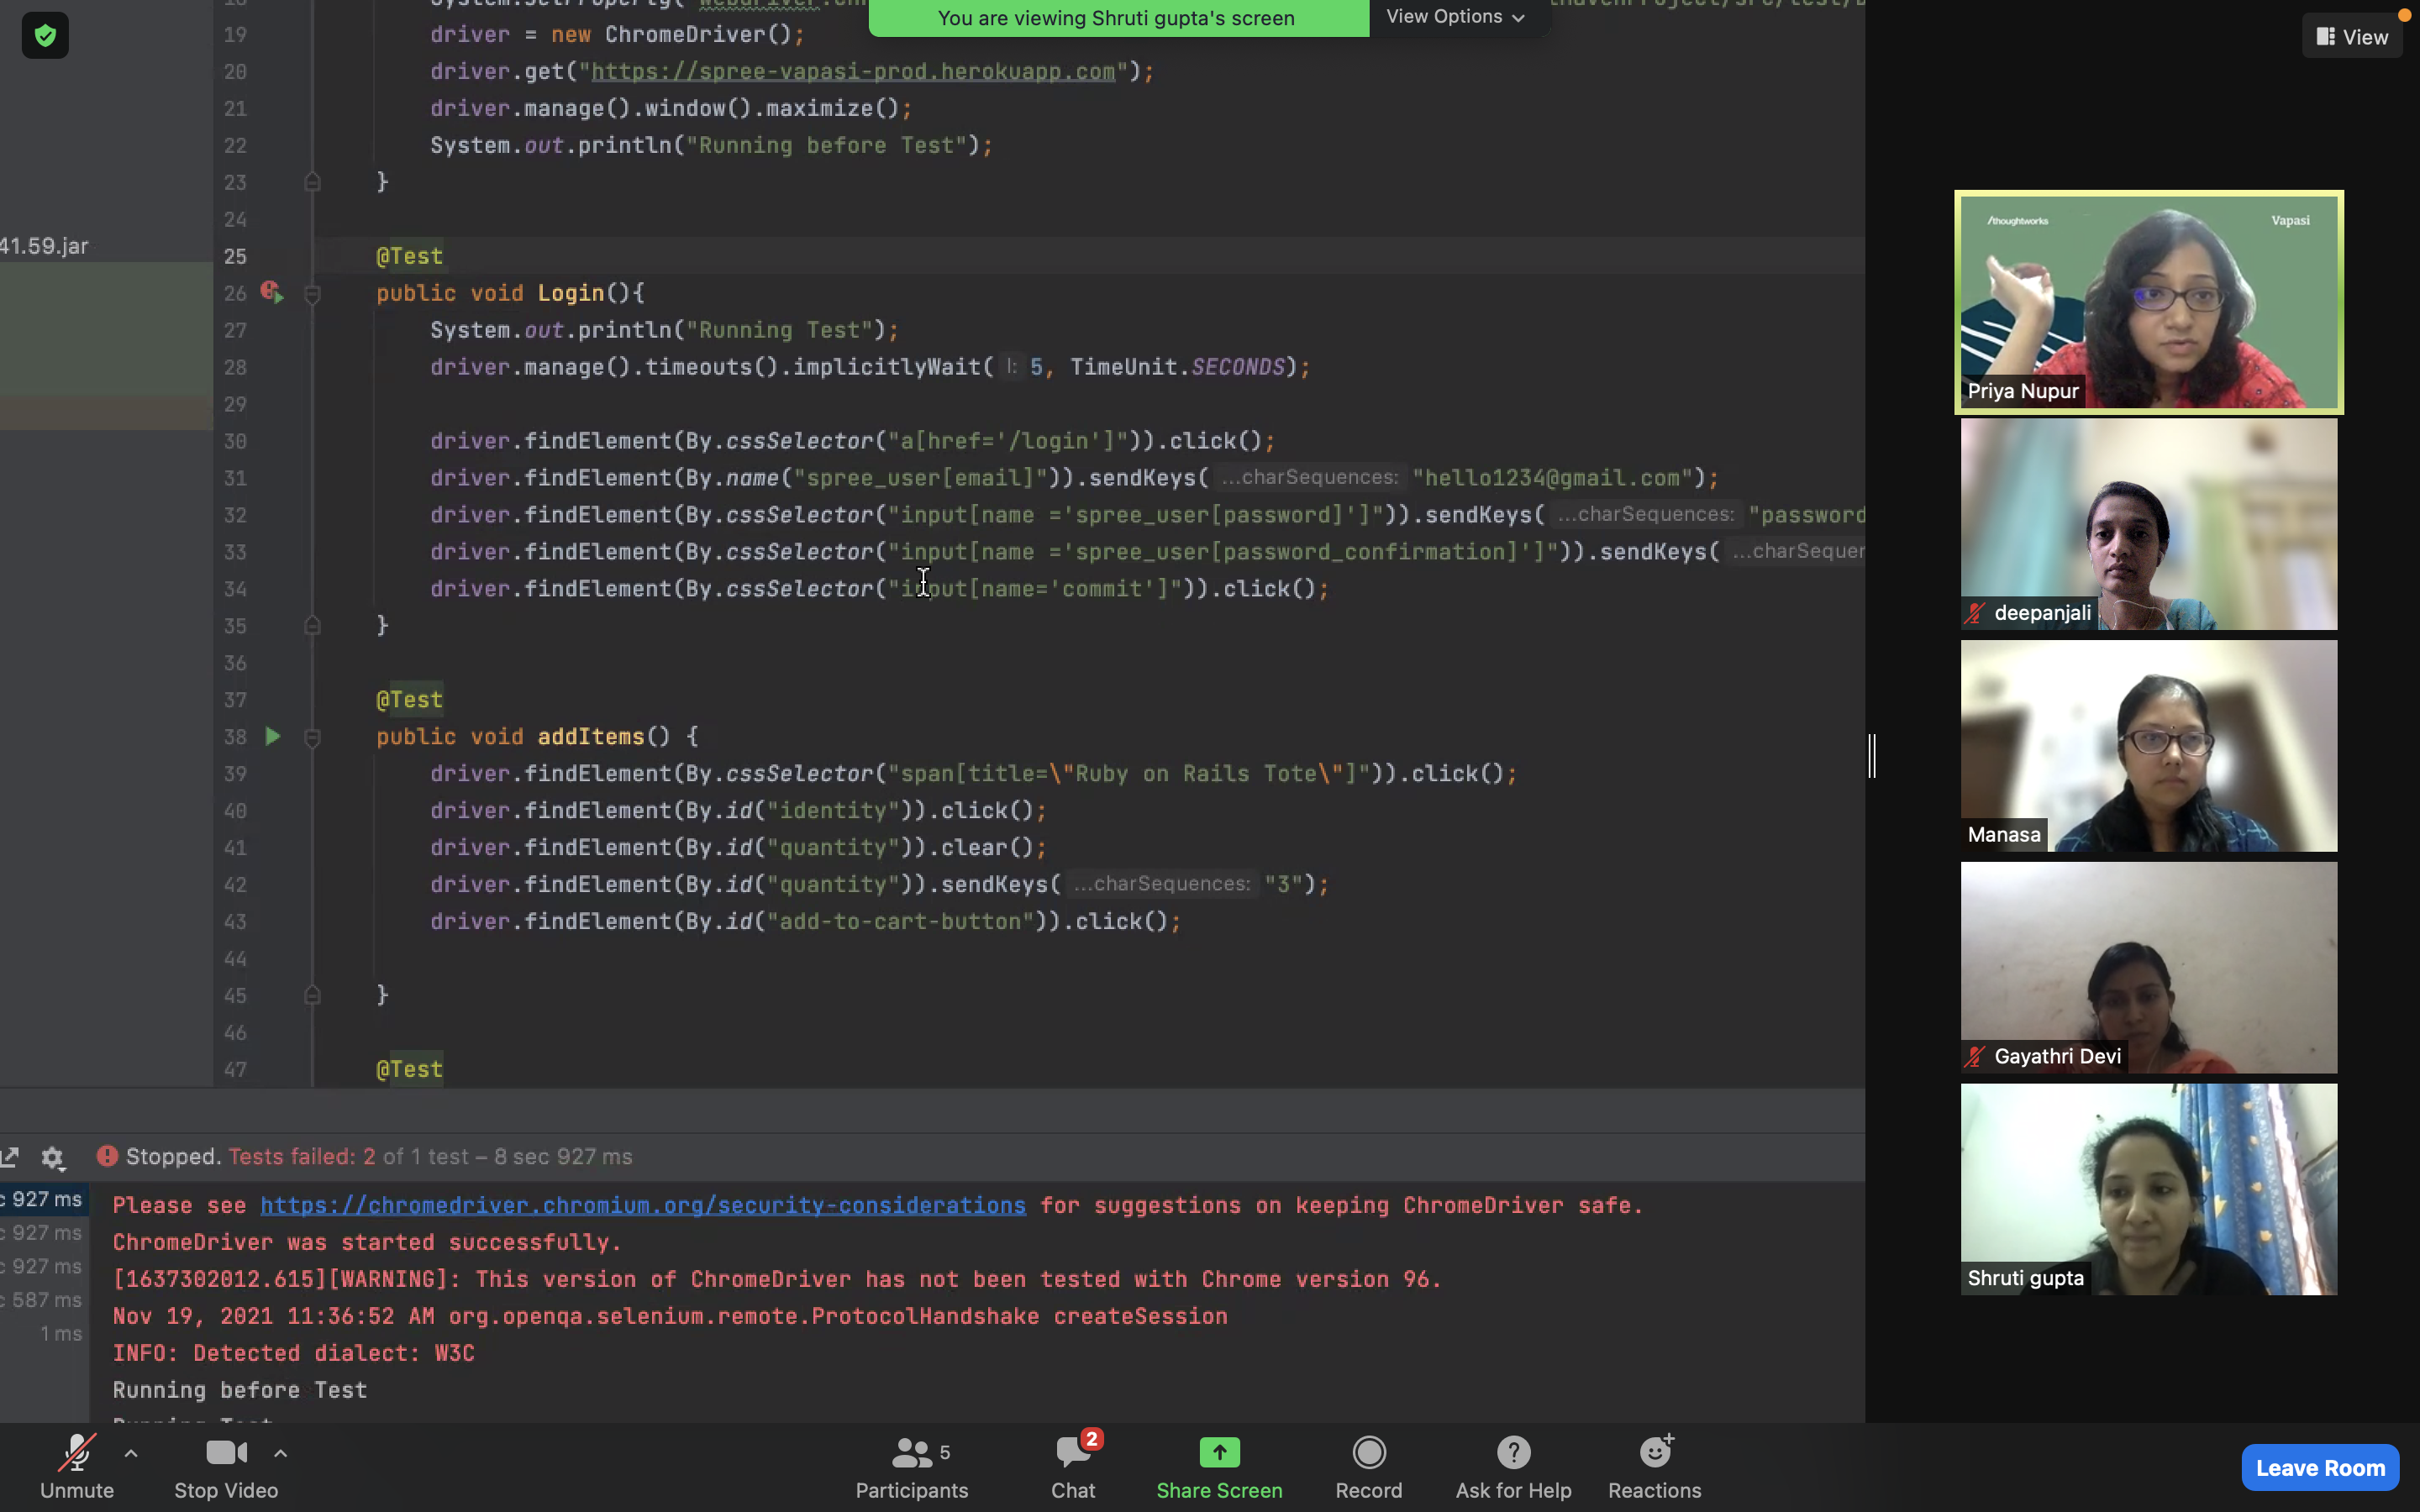 You are viewing Shruti gupta's screen
View Options
View
19 driver = new ChromeDriver();
20 driver.get("https://spree-vapasi-prod.herokuapp.com");
21 driver.manage().window().maximize();
22 System.out.println("Running before Test");
23 }
24
41.59.jar
25 @Test
26 public void Login(){
27 System.out.println("Running Test");
28 driver.manage().timeouts().implicitlyWait( l: 5, TimeUnit.SECONDS);
29
30 driver.findElement(By.cssSelector("a[href='/login']")).click();
31 driver.findElement(By.name("spree_user[email]")).sendKeys( ...charSequences: "hello1234@gmail.com");
32 driver.findElement(By.cssSelector("input[name ='spree_user[password]']")).sendKeys( ...charSequences: "password
33 driver.findElement(By.cssSelector("input[name ='spree_user[password_confirmation]']")).sendKeys( ...charSequen
34 driver.findElement(By.cssSelector("input[name='commit']")).click();
35 }
36
37 @Test
38 public void addItems() {
39 driver.findElement(By.cssSelector("span[title=\"Ruby on Rails Tote\"]")).click();
40 driver.findElement(By.id("identity")).click();
41 driver.findElement(By.id("quantity")).clear();
42 driver.findElement(By.id("quantity")).sendKeys( ...charSequences: "3");
43 driver.findElement(By.id("add-to-cart-button")).click();
44
45 }
46
47 @Test
Stopped. Tests failed: 2 of 1 test – 8 sec 927 ms
c 927 ms
c 927 ms
c 927 ms
c 587 ms
1 ms
Please see https://chromedriver.chromium.org/security-considerations for suggestions on keeping ChromeDriver safe.
ChromeDriver was started successfully.
[1637302012.615][WARNING]: This version of ChromeDriver has not been tested with Chrome version 96.
Nov 19, 2021 11:36:52 AM org.openqa.selenium.remote.ProtocolHandshake createSession
INFO: Detected dialect: W3C
Running before Test
/thoughtworks
Vapasi
Priya Nupur
deepanjali
Manasa
Gayathri Devi
Shruti gupta
Unmute
Stop Video
5
Participants
2
Chat
Share Screen
Record
Ask for Help
Reactions
Leave Room